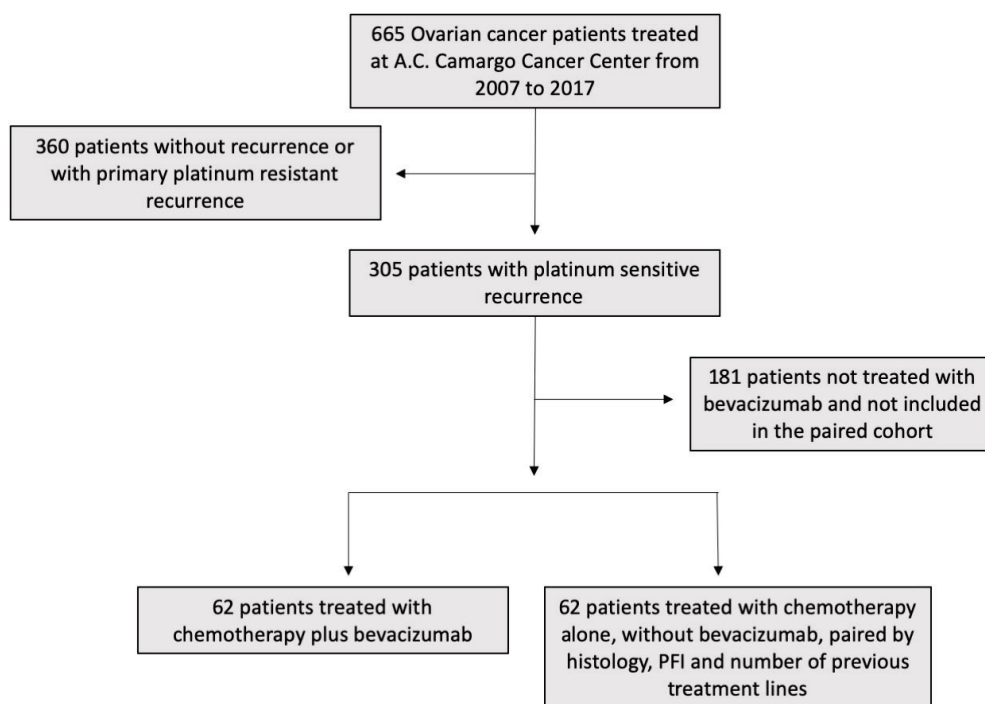 665 Ovarian cancer patients treated
at A.C. Camargo Cancer Center from
2007 to 2017
360 patients without recurrence or
with primary platinum resistant
recurrence
305 patients with platinum sensitive
recurrence
181 patients not treated with
bevacizumab and not included
in the paired cohort
62 patients treated with
chemotherapy plus bevacizumab
62 patients treated with chemotherapy
alone, without bevacizumab, paired by
histology, PFI and number of previous
treatment lines